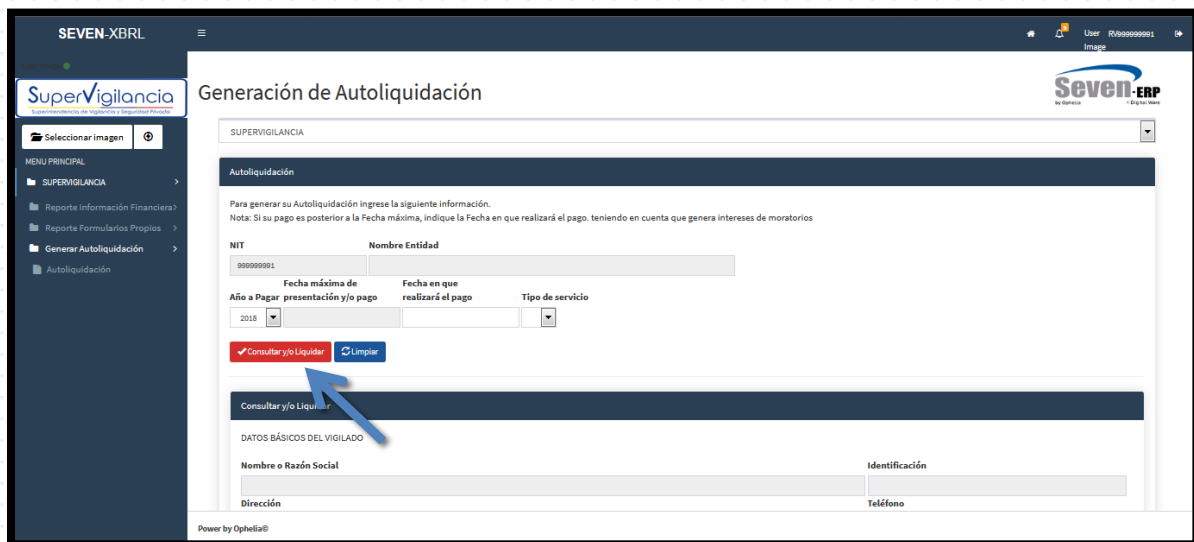 SEVEN-XBRL
User Image
RV999999991
SuperVigilancia
Superintendencia de Vigilancia y Seguridad Privada
Generación de Autoliquidación
Seven-ERP
by Ophelia
Digital Ware
Seleccionar imagen
SUPERVIGILANCIA
MENU PRINCIPAL
SUPERVIGILANCIA
Reporte Información Financiera
Reporte Formularios Propios
Generar Autoliquidación
Autoliquidación
Autoliquidación
Para generar su Autoliquidación ingrese la siguiente información.
Nota: Si su pago es posterior a la Fecha máxima, indique la Fecha en que realizará el pago. teniendo en cuenta que genera intereses de moratorios
NIT Nombre Entidad
999999991
Año a Pagar
Fecha máxima de presentación y/o pago
Fecha en que realizará el pago
Tipo de servicio
2018
Consultar y/o Liquidar Limpiar
Consultar y/o Liquidar
DATOS BÁSICOS DEL VIGILADO
Nombre o Razón Social Identificación
Dirección Teléfono
Power by Ophelia©